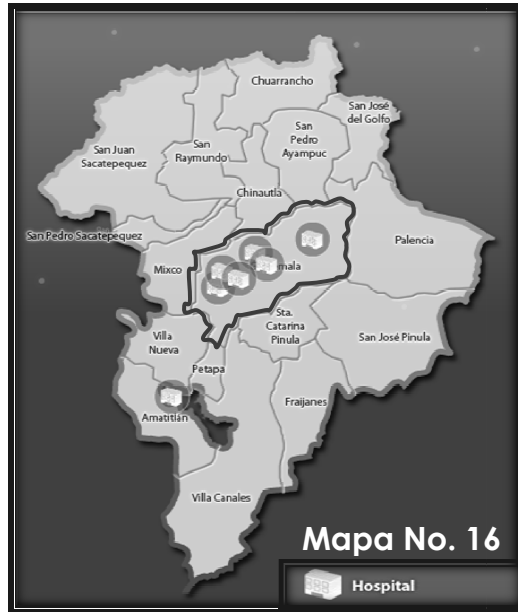 Chuarrancho
San José
del Golfo
San
Pedro
Ayampuc
San
Raymundo
San Juan
Sacatepequez
Chinautla
San Pedro Sacatepequez
Palencia
Mixco
mala
Sta.
Catarina
Pinula
San José Pinula
Villa
Nueva
Petapa
Fraijanes
Amatitlán
Villa Canales
Mapa No. 16
Hospital